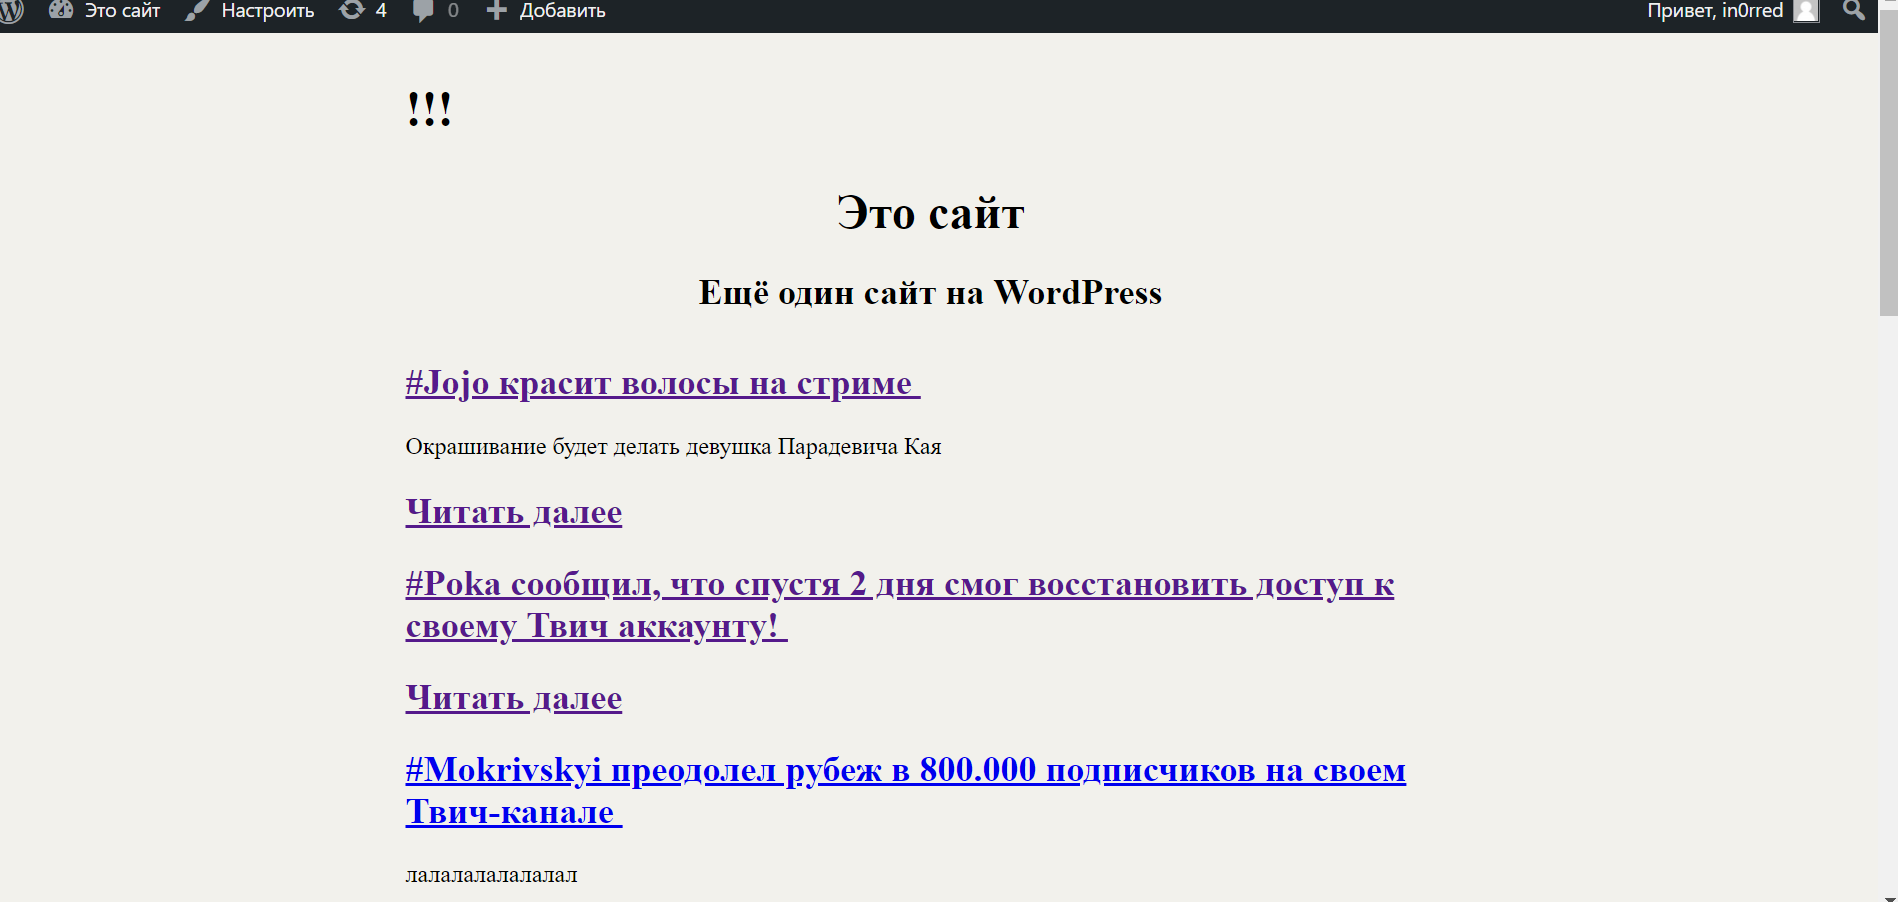 Это сайт Настроить 4 0 Добавить Привет, in0rred
!!!
Это сайт
Ещё один сайт на WordPress
#Jojo красит волосы на стриме
Окрашивание будет делать девушка Парадевича Кая
Читать далее
#Poka сообщил, что спустя 2 дня смог восстановить доступ к
своему Твич аккаунту!
Читать далее
#Mokrivskyi преодолел рубеж в 800.000 подписчиков на своем
Твич-канале
лалалалалалалал